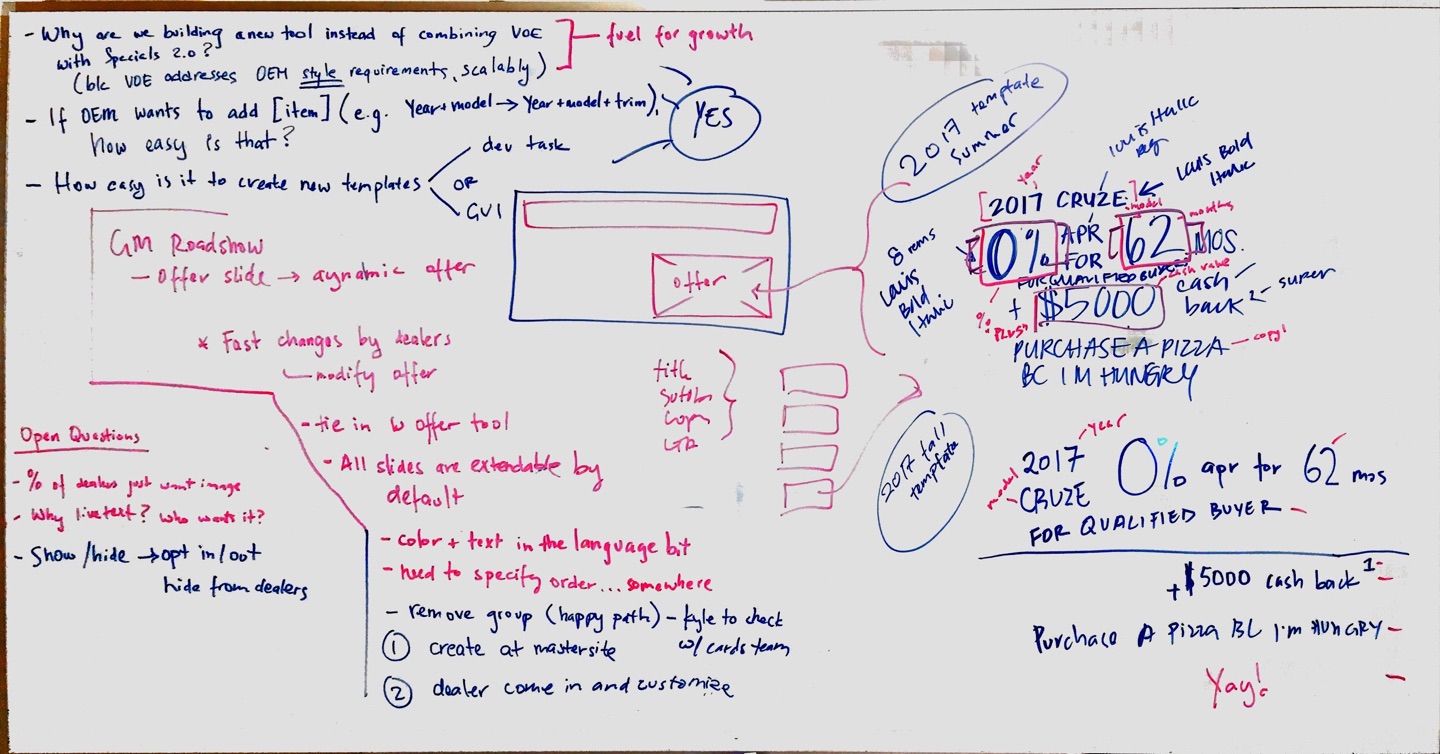 - Why are we building a new tool instead of combining VOE
with Specials 2.0?
(b/c VOE addresses OEM style requirements, scalably)
fuel for growth
- If OEM wants to add [item] (e.g. Year+model → Year+model+trim),
how easy is that?
YES
- How easy is it to create new templates
dev task
OR
GUI
GM Roadshow
- Offer slide → dynamic offer
* Fast changes by dealers
modify offer
Offer
title
copy
- tie in w offer tool
- All slides are extendable by
default
- color + text in the language bit
- need to specify order... somewhere
- remove group (happy path) - Kyle to check
w/ cards team
1 create at mastersite
2 dealer come in and customize
Open Questions
- % of dealers just want image
- Why live text? Who wants it?
- Show/hide → opt in/out
hide from dealers
2017 template
Summer
Italic
Bold
Italic
year
[2017 CRUZE]
model
months
8 rems
Bold
Italic
0% APR
FOR 62 MOS.
FOR QUALIFIED BUYER
%
PLUS?
cash value
+ $5000 cash
back 2
super
PURCHASE A PIZZA
BC IM HUNGRY
copy!
2017 fall
template
year
model
2017
CRUZE
0% apr for 62 mos
FOR QUALIFIED BUYER -
+ $5000 cash back 1
Purchase A Pizza BC I'm HUNGRY -
Yay!